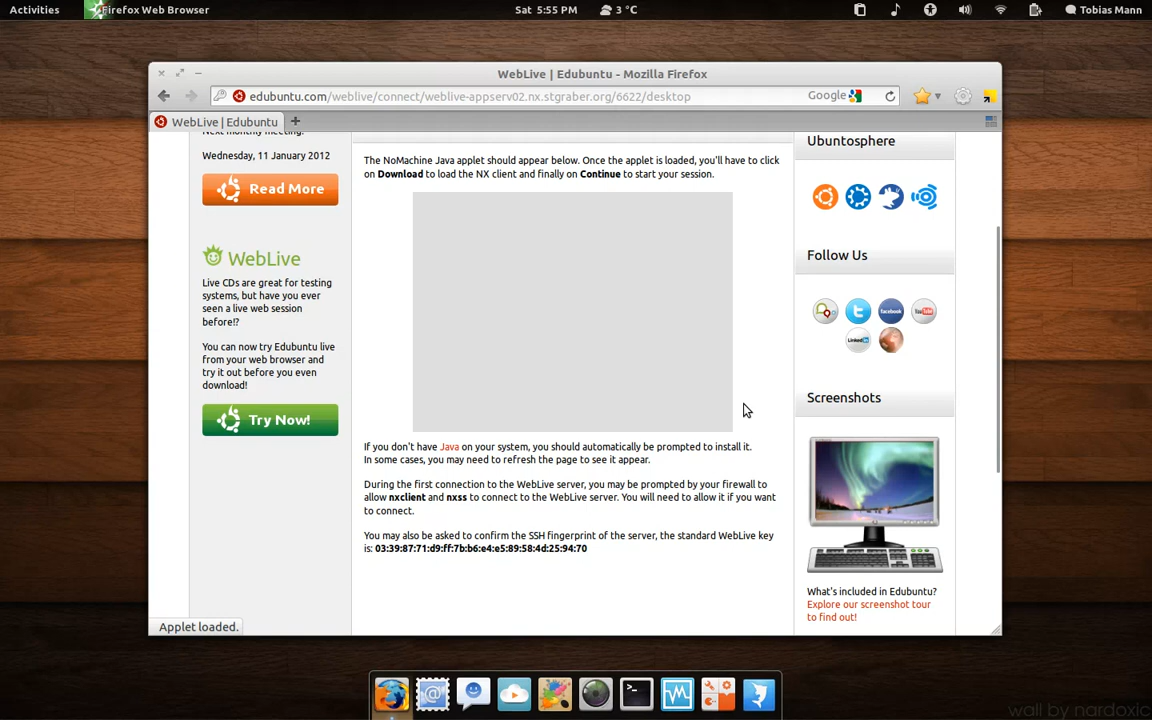 Activities
Firefox Web Browser
Sat 5:55 PM
3 °C
Tobias Mann
WebLive | Edubuntu - Mozilla Firefox
edubuntu.com/weblive/connect/weblive-appserv02.nx.stgraber.org/6622/desktop
Google
WebLive | Edubuntu
Next monthly meeting:
Wednesday, 11 January 2012
Read More
WebLive
Live CDs are great for testing
systems, but have you ever
seen a live web session
before!?
You can now try Edubuntu live
from your web browser and
try it out before you even
download!
Try Now!
The NoMachine Java applet should appear below. Once the applet is loaded, you'll have to click
on Download to load the NX client and finally on Continue to start your session.
If you don't have Java on your system, you should automatically be prompted to install it.
In some cases, you may need to refresh the page to see it appear.
During the first connection to the WebLive server, you may be prompted by your firewall to
allow nxclient and nxss to connect to the WebLive server. You will need to allow it if you want
to connect.
You may also be asked to confirm the SSH fingerprint of the server, the standard WebLive key
is: 03:39:87:71:d9:ff:7b:b6:e4:e5:89:58:4d:25:94:70
Ubuntosphere
Follow Us
facebook
You Tube
Linked in
Screenshots
What's included in Edubuntu?
Explore our screenshot tour
to find out!
Applet loaded.
wall by nardoxic